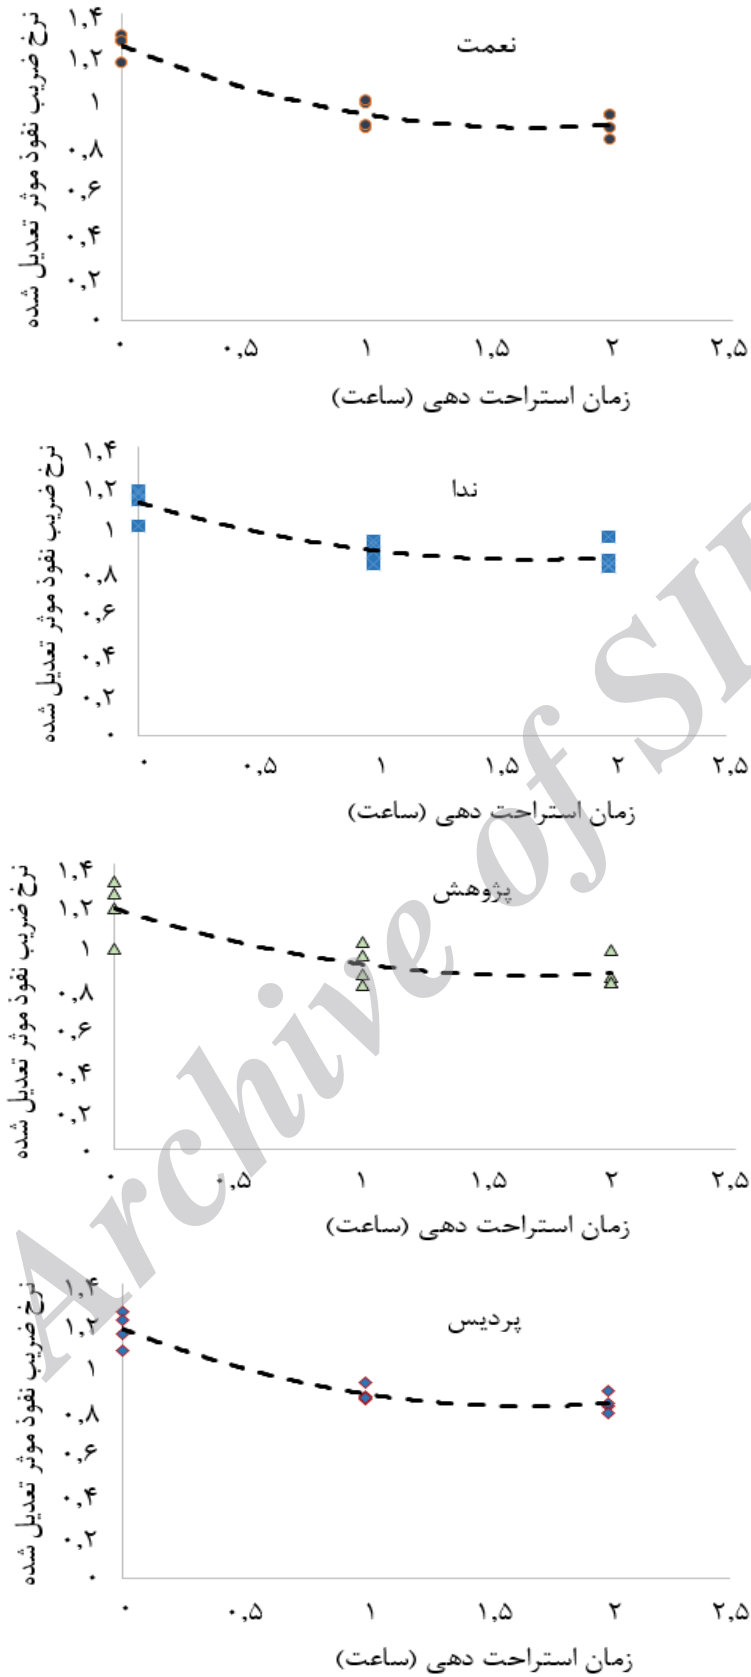 نعمت
نرخ ضریب نفوذ موثر تعدیل شده
۱,۴
۱,۲
۱
۰,۸
۰,۶
۰,۴
۰,۲
۰
۰ ۰,۵ ۱ ۱,۵ ۲ ۲,۵
زمان استراحت دهی (ساعت)
ندا
نرخ ضریب نفوذ موثر تعدیل شده
۱,۴
۱,۲
۱
۰,۸
۰,۶
۰,۴
۰,۲
۰
۰ ۰,۵ ۱ ۱,۵ ۲ ۲,۵
زمان استراحت دهی (ساعت)
پژوهش
نرخ ضریب نفوذ موثر تعدیل شده
۱,۴
۱,۲
۱
۰,۸
۰,۶
۰,۴
۰,۲
۰
۰ ۰,۵ ۱ ۱,۵ ۲ ۲,۵
زمان استراحت دهی (ساعت)
پردیس
نرخ ضریب نفوذ موثر تعدیل شده
۱,۴
۱,۲
۱
۰,۸
۰,۶
۰,۴
۰,۲
۰
۰ ۰,۵ ۱ ۱,۵ ۲ ۲,۵
زمان استراحت دهی (ساعت)
Archive of